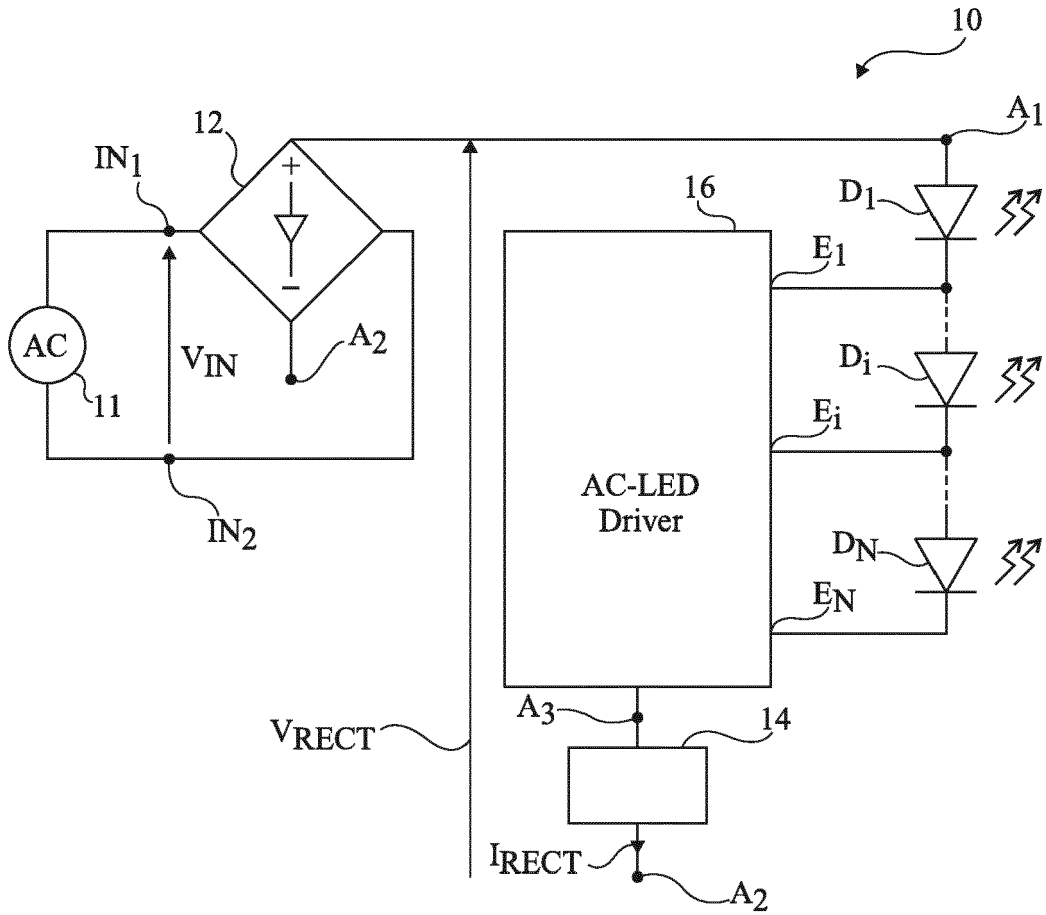 10
A1
12
IN1
+
D1
16
E1
−
A2
AC
VIN
Di
11
Ei
AC-LED
Driver
IN2
DN
EN
A3
14
VRECT
IRECT
A2